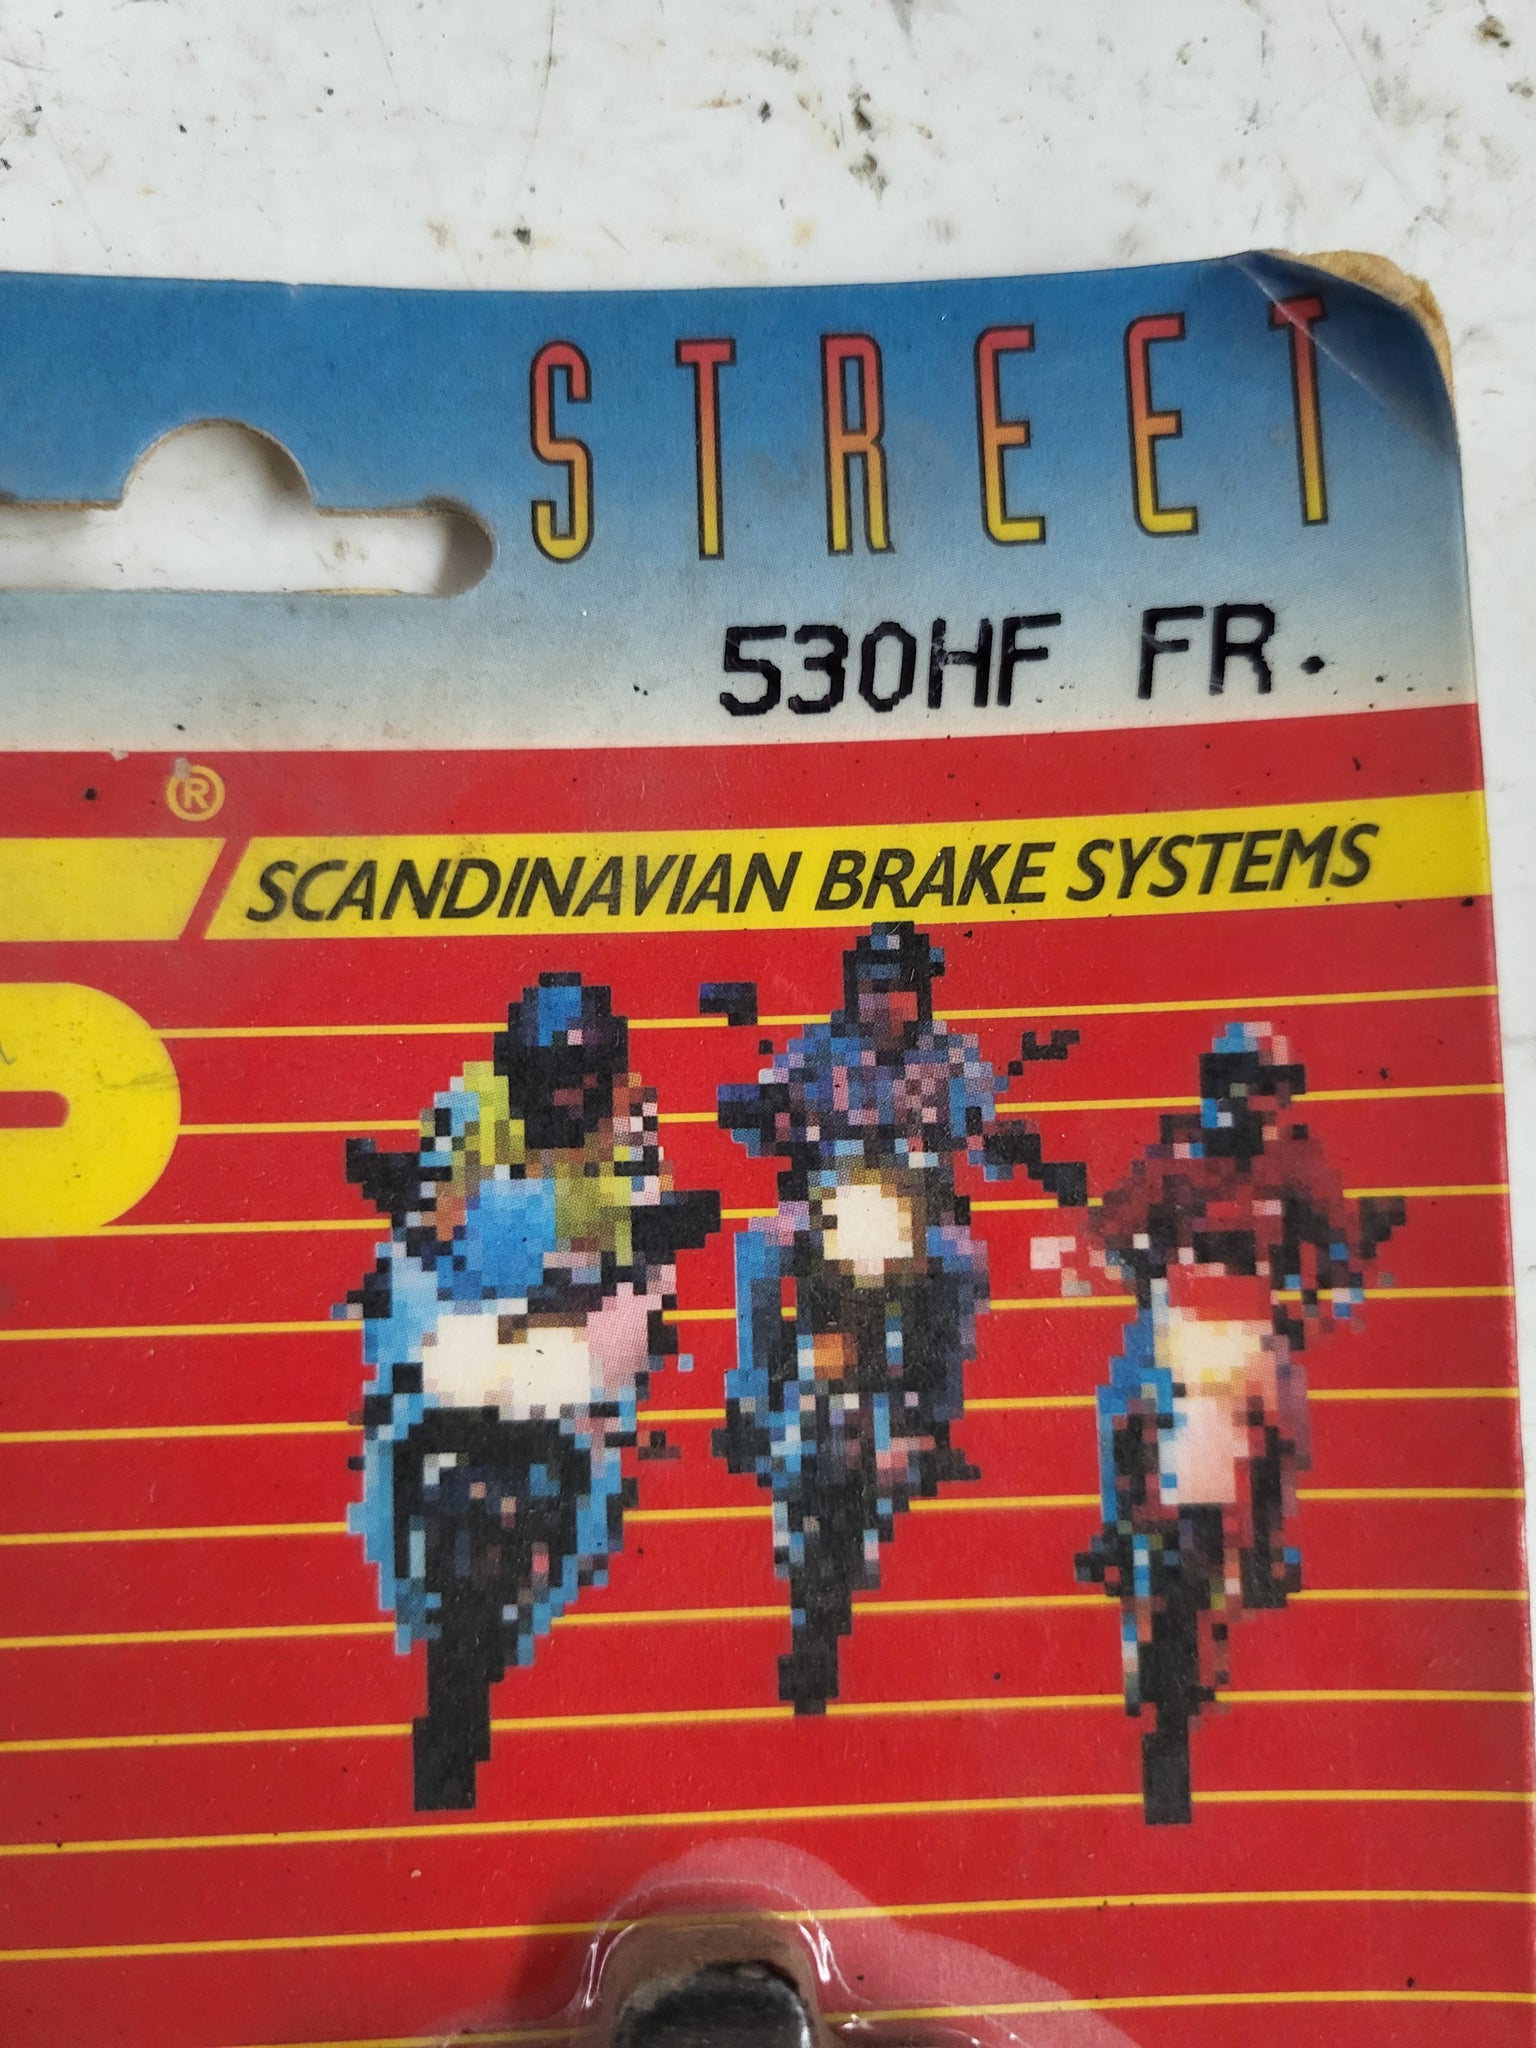 STREET
530HF FR.
®
SCANDINAVIAN BRAKE SYSTEMS